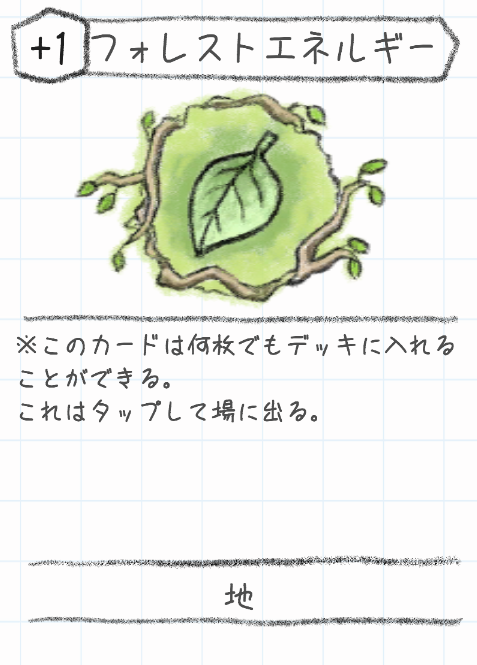 +1 フォレストエネルギー
※このカードは何枚でもデッキに入れる
ことができる。
これはタップして場に出る。
地